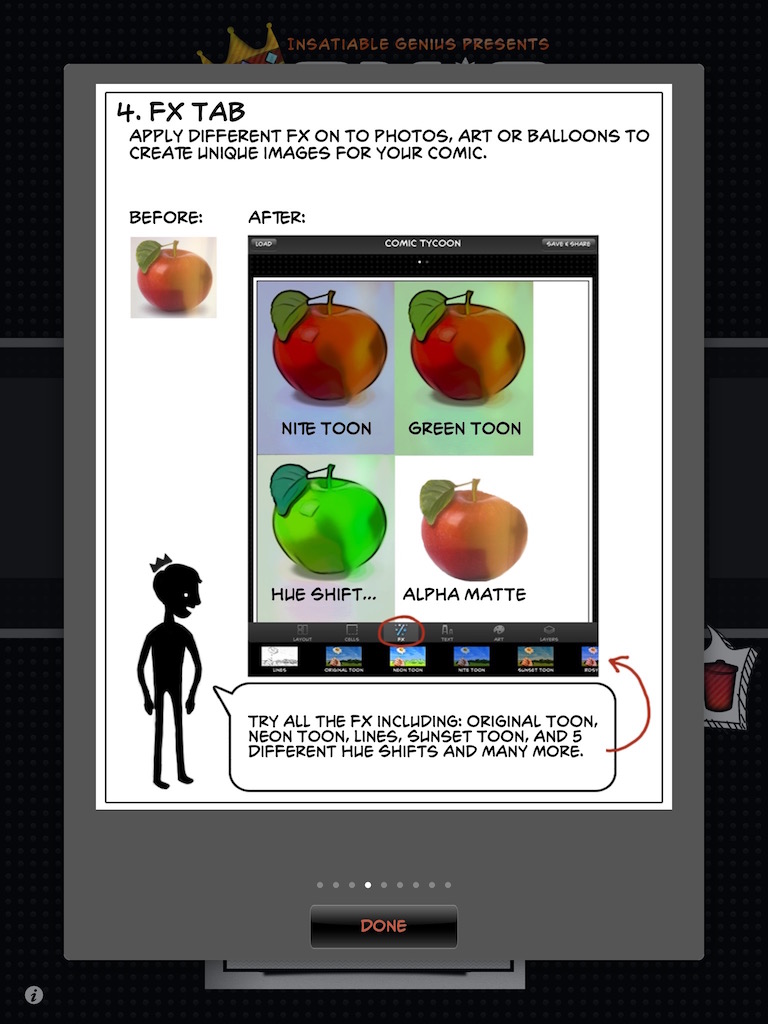 INSATIABLE GENIUS PRESENTS
4. FX TAB
APPLY DIFFERENT FX ON TO PHOTOS, ART OR BALLOONS TO
CREATE UNIQUE IMAGES FOR YOUR COMIC.
BEFORE:
AFTER:
LOAD
COMIC TYCOON
SAVE & SHARE
NITE TOON
GREEN TOON
HUE SHIFT...
ALPHA MATTE
LAYOUT
CELLS
FX
TEXT
ART
LAYERS
LINES
ORIGINAL TOON
NEON TOON
NITE TOON
SUNSET TOON
ROSY
TRY ALL THE FX INCLUDING: ORIGINAL TOON,
NEON TOON, LINES, SUNSET TOON, AND 5
DIFFERENT HUE SHIFTS AND MANY MORE.
DONE
i